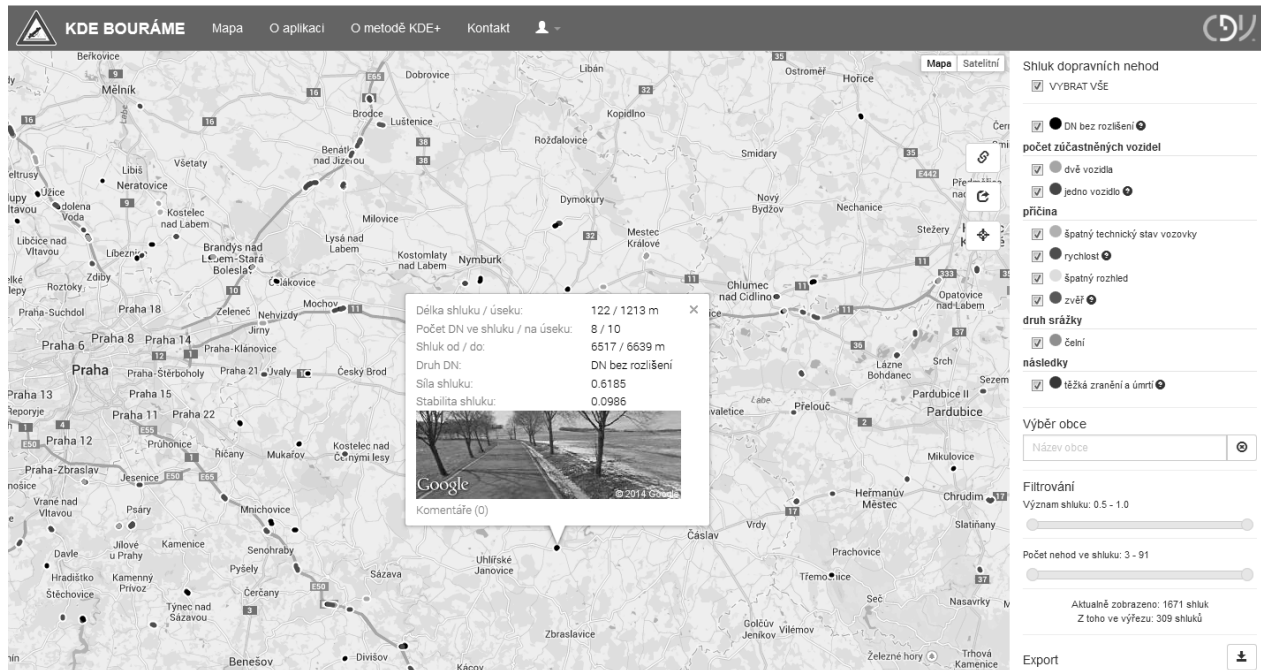 KDE BOURÁME
Mapa
O aplikaci
O metodě KDE+
Kontakt
Mapa
Satelitní
Beřkovice
Mělník
Dobrovice
Libán
Ostroměř
Hořice
Kopidlno
Brodce
Luštěnice
Rožďalovice
Smidary
Benátky
nad Jizerou
Všetaty
Libiš
Neratovice
Úžice
Kostelec
nad Labem
Milovice
Dymokury
Nový
Bydžov
Nechanice
Stežery
Libčice nad
Vltavou
Brandýs nad
Lysá nad
Labem
Městec
Králové
Kostomlaty
nad Labem
Nymburk
Zdiby
Roztoky
Čelákovice
Chlumec
nad Cidlinou
Opatovice
nad Labem
Praha-Suchdol
Praha 18
Zeleneč
Nehvizdy
Mochov
Jirny
Praha 6
Praha 8
Praha 14
Praha-Klánovice
Praha
Praha-Štěrboholy
Praha 21
Úvaly
Český Brod
Lázně
Bohdaneč
Srch
Praha 13
Praha 15
Pardubice II
Přelouč
Pardubice
Praha 11
Praha 22
Praha 12
Průhonice
Říčany
Mukařov
Kostelec nad
Černými lesy
Mikulovice
Praha-Zbraslav
Jesenice
Vrané nad
Vltavou
Psáry
Mnichovice
Heřmanův
Městec
Chrudim
Slatiňany
Čáslav
Vrdy
Davle
Jílové
u Prahy
Kamenice
Senohraby
Uhlířské
Janovice
Prachovice
Pyšely
Sázava
Hradištko
Štěchovice
Kamenný
Přívoz
Čerčany
Třemošnice
Týnec nad
Sázavou
Seč
Nasavrky
Zbraslavice
Golčův
Jeníkov
Vilémov
Benešov
Divišov
Kácov
Železné hory
Trhová
Kamenice
Délka shluku / úseku: 122 / 1213 m
Počet DN ve shluku / na úseku: 8 / 10
Shluk od / do: 6517 / 6639 m
Druh DN: DN bez rozlišení
Síla shluku: 0.6185
Stabilita shluku: 0.0986
Google
© 2014 Google
Komentáře (0)
Shluk dopravních nehod
VYBRAT VŠE
DN bez rozlišení
počet zúčastněných vozidel
dvě vozidla
jedno vozidlo
příčina
špatný technický stav vozovky
rychlost
špatný rozhled
zvěř
druh srážky
čelní
následky
těžká zranění a úmrtí
Výběr obce
Název obce
Filtrování
Význam shluku: 0.5 - 1.0
Počet nehod ve shluku: 3 - 91
Aktualně zobrazeno: 1671 shluk
Z toho ve výřezu: 309 shluků
Export